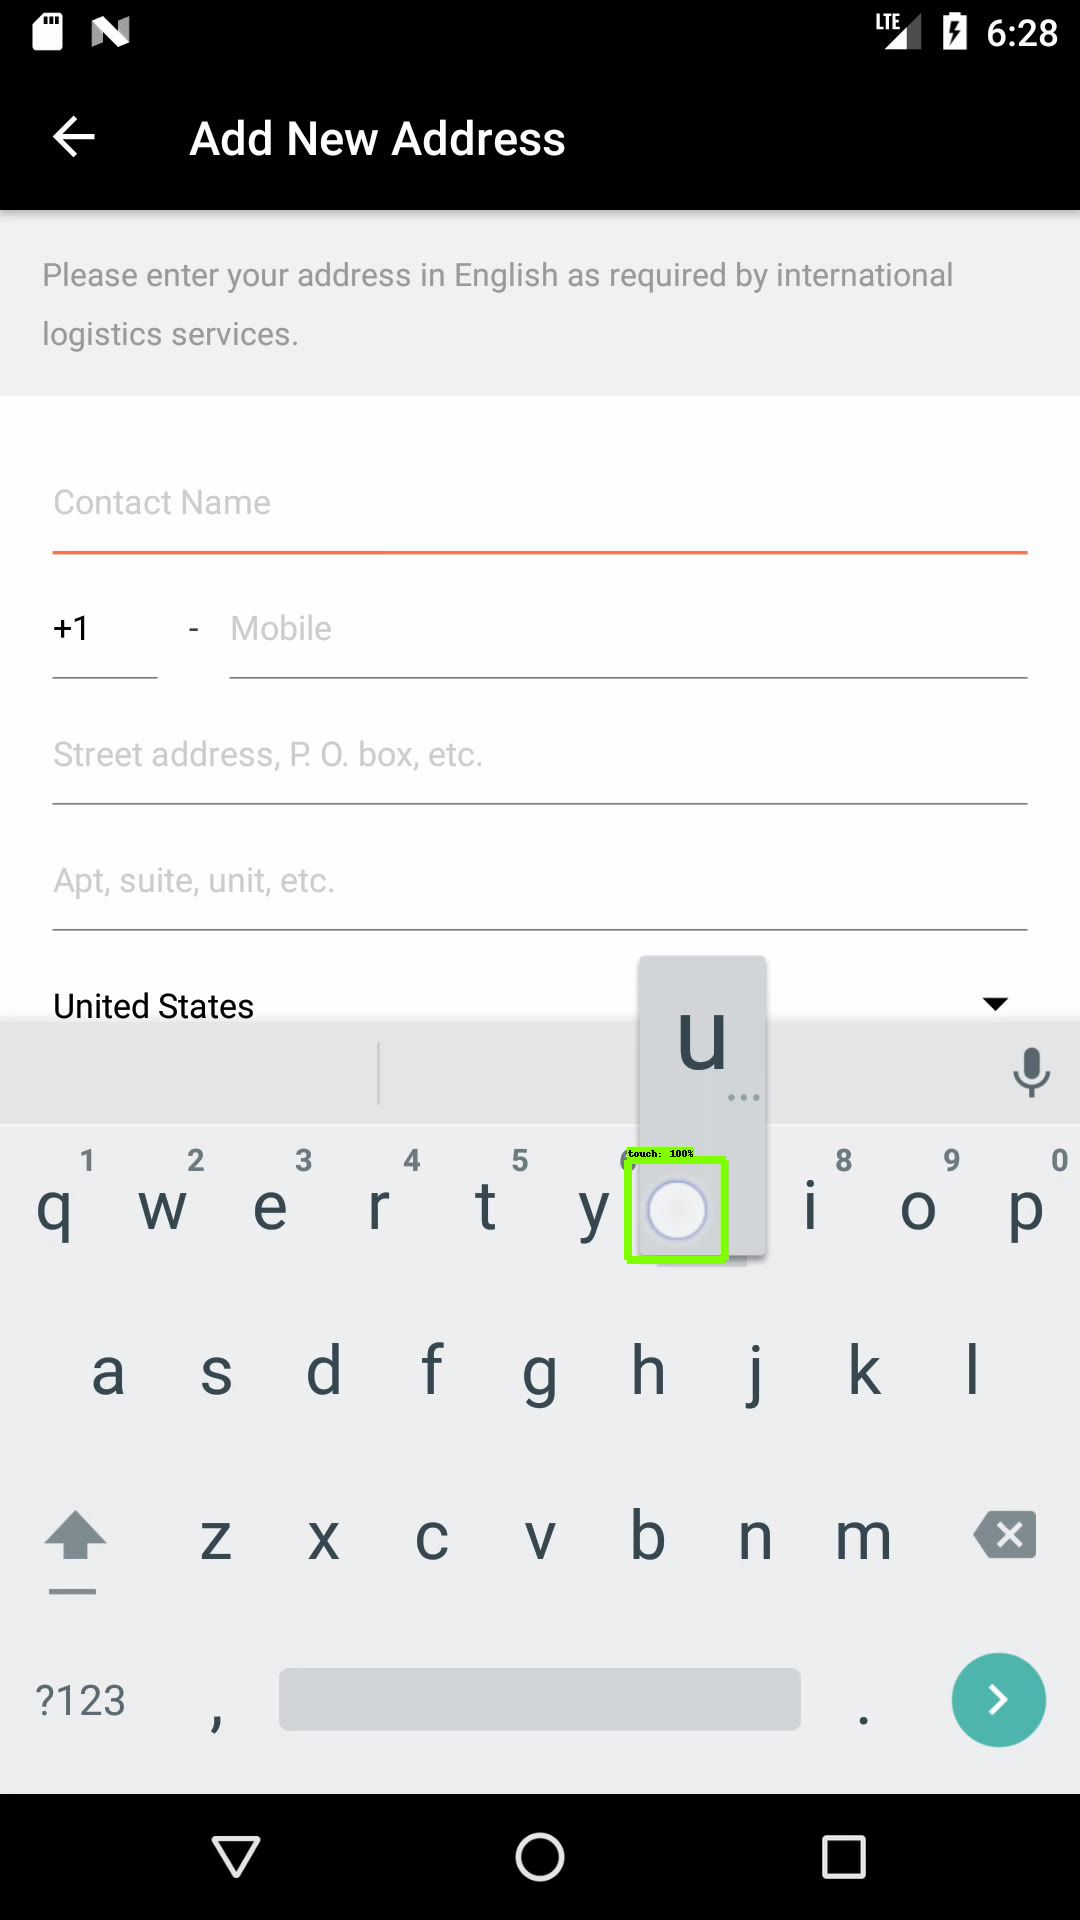 LTE 6:28
Add New Address
Please enter your address in English as required by international
logistics services.
Contact Name
+1 - Mobile
Street address, P. O. box, etc.
Apt, suite, unit, etc.
United States
u
...
touch: 100%
1 2 3 4 5 6 8 9 0
q w e r t y i o p
a s d f g h j k l
z x c v b n m
?123 , .